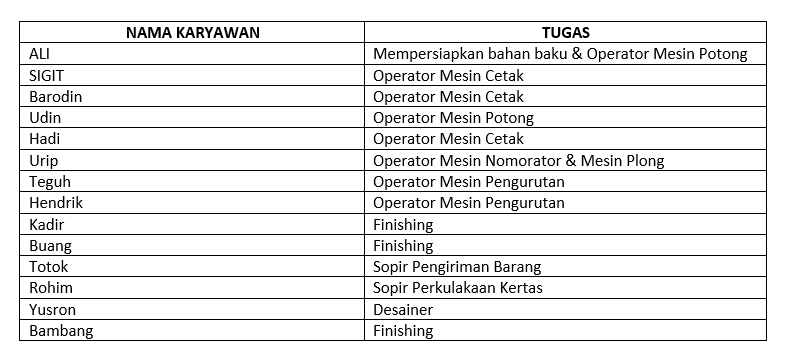 NAMA KARYAWAN TUGAS
ALI Mempersiapkan bahan baku & Operator Mesin Potong
SIGIT Operator Mesin Cetak
Barodin Operator Mesin Cetak
Udin Operator Mesin Potong
Hadi Operator Mesin Cetak
Urip Operator Mesin Nomorator & Mesin Plong
Teguh Operator Mesin Pengurutan
Hendrik Operator Mesin Pengurutan
Kadir Finishing
Buang Finishing
Totok Sopir Pengiriman Barang
Rohim Sopir Perkulakaan Kertas
Yusron Desainer
Bambang Finishing